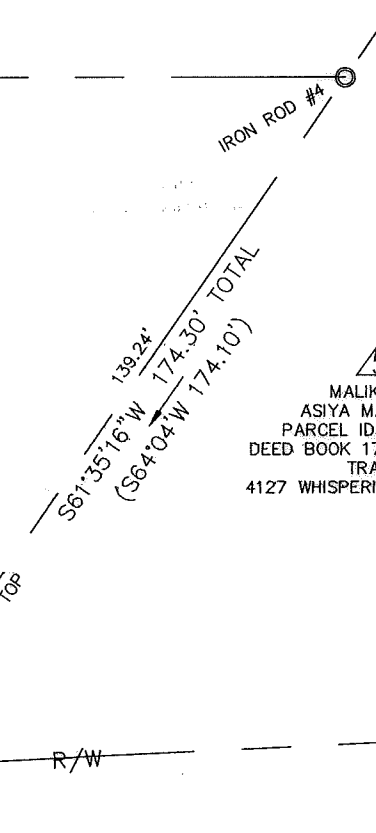 IRON ROD #4
139.24'
S61°35'16"W 174.30' TOTAL
(S64°04'W 174.10')
MALIK
ASIYA M
PARCEL ID
DEED BOOK 17
TRA
4127 WHISPERI
TOP
R/W